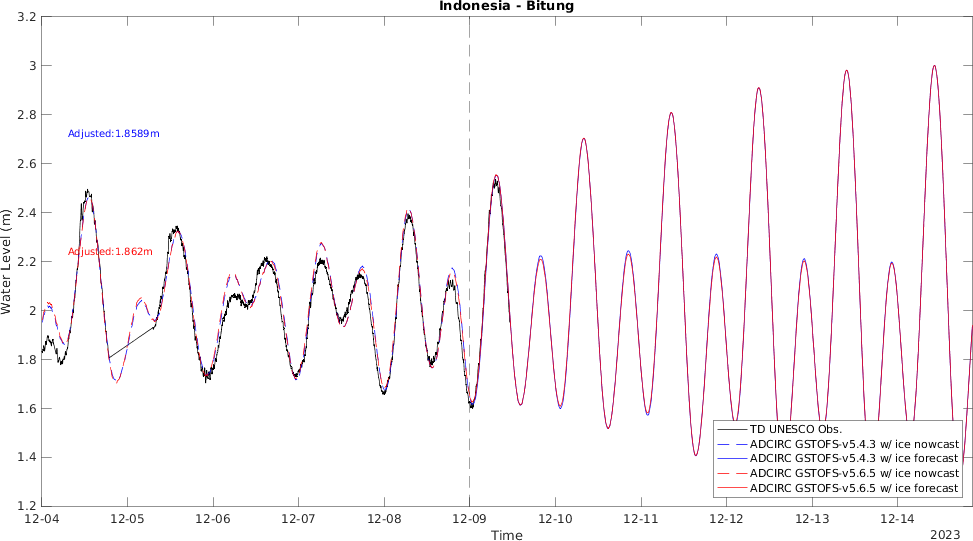 Indonesia - Bitung
3.2
3
2.8
2.6
2.4
2.2
2
1.8
1.6
1.4
1.2
Water Level (m)
Adjusted:1.8589m
Adjusted:1.862m
TD UNESCO Obs.
ADCIRC GSTOFS-v5.4.3 w/ ice nowcast
ADCIRC GSTOFS-v5.4.3 w/ ice forecast
ADCIRC GSTOFS-v5.6.5 w/ ice nowcast
ADCIRC GSTOFS-v5.6.5 w/ ice forecast
12-04 12-05 12-06 12-07 12-08 12-09 12-10 12-11 12-12 12-13 12-14
Time
2023